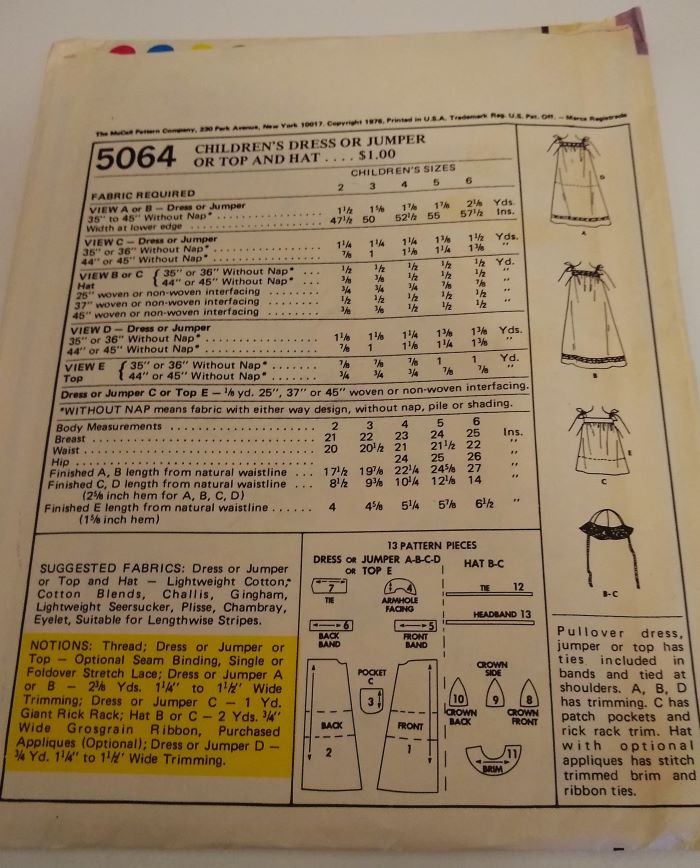 The McCall Pattern Company, 230 Park Avenue, New York 10017. Copyright 1976, Printed in U.S.A. Trademark Reg. U.S. Pat. Off. — Marca Registrada
5064 CHILDREN'S DRESS OR JUMPER
OR TOP AND HAT .... $1.00
CHILDREN'S SIZES
FABRIC REQUIRED 2 3 4 5 6
VIEW A or B — Dress or Jumper
35" to 45" Without Nap* 1½ 1⅝ 1⅞ 1⅞ 2⅛ Yds.
Width at lower edge 47½ 50 52½ 55 57½ Ins.
VIEW C — Dress or Jumper
35" or 36" Without Nap* 1¼ 1¼ 1¼ 1⅜ 1½ Yds.
44" or 45" Without Nap* ⅞ 1 1⅛ 1¼ 1⅜ "
VIEW B or C { 35" or 36" Without Nap* ½ ½ ½ ½ ½ Yd.
Hat { 44" or 45" Without Nap* ⅜ ⅜ ⅜ ½ ½ "
25" woven or non-woven interfacing ¾ ¾ ¾ ⅞ ⅞ "
37" woven or non-woven interfacing ½ ½ ½ ½ ½ "
45" woven or non-woven interfacing ⅜ ⅜ ½ ½ ½ "
VIEW D — Dress or Jumper
35" or 36" Without Nap* 1⅛ 1⅛ 1¼ 1⅜ 1⅜ Yds.
44" or 45" Without Nap* ⅞ 1 1⅛ 1¼ 1⅜ "
VIEW E { 35" or 36" Without Nap* ⅞ ⅞ ⅞ 1 1 Yd.
Top { 44" or 45" Without Nap* ¾ ¾ ¾ ⅞ ⅞ "
Dress or Jumper C or Top E — ⅛ yd. 25", 37" or 45" woven or non-woven interfacing.
*WITHOUT NAP means fabric with either way design, without nap, pile or shading.
Body Measurements 2 3 4 5 6
Breast 21 22 23 24 25 Ins.
Waist 20 20½ 21 21½ 22 "
Hip 24 25 26 "
Finished A, B length from natural waistline 17½ 19⅞ 22¼ 24⅝ 27 "
Finished C, D length from natural waistline 8½ 9⅜ 10¼ 12⅛ 14 "
(2⅝ inch hem for A, B, C, D)
Finished E length from natural waistline 4 4⅝ 5¼ 5⅞ 6½ "
(1⅝ inch hem)
D
A
B
E
C
B-C
SUGGESTED FABRICS: Dress or Jumper
or Top and Hat — Lightweight Cotton,
Cotton Blends, Challis, Gingham,
Lightweight Seersucker, Plisse, Chambray,
Eyelet, Suitable for Lengthwise Stripes.
NOTIONS: Thread; Dress or Jumper or
Top — Optional Seam Binding, Single or
Foldover Stretch Lace; Dress or Jumper A
or B — 2⅜ Yds. 1¼" to 1½" Wide
Trimming; Dress or Jumper C — 1 Yd.
Giant Rick Rack; Hat B or C — 2 Yds. ¾"
Wide Grosgrain Ribbon, Purchased
Appliques (Optional); Dress or Jumper D —
¾ Yd. 1¼" to 1½" Wide Trimming.
13 PATTERN PIECES
DRESS OR JUMPER A-B-C-D
OR TOP E
7
TIE
4
ARMHOLE
FACING
6
BACK
BAND
5
FRONT
BAND
POCKET
C
3
BACK
2
FRONT
1
HAT B-C
TIE 12
HEADBAND 13
CROWN
SIDE
10 9 8
CROWN
BACK
CROWN
FRONT
11
BRIM
Pullover dress,
jumper or top has
ties included in
bands and tied at
shoulders. A, B, D
has trimming. C has
patch pockets and
rick rack trim. Hat
with optional
appliques has stitch
trimmed brim and
ribbon ties.